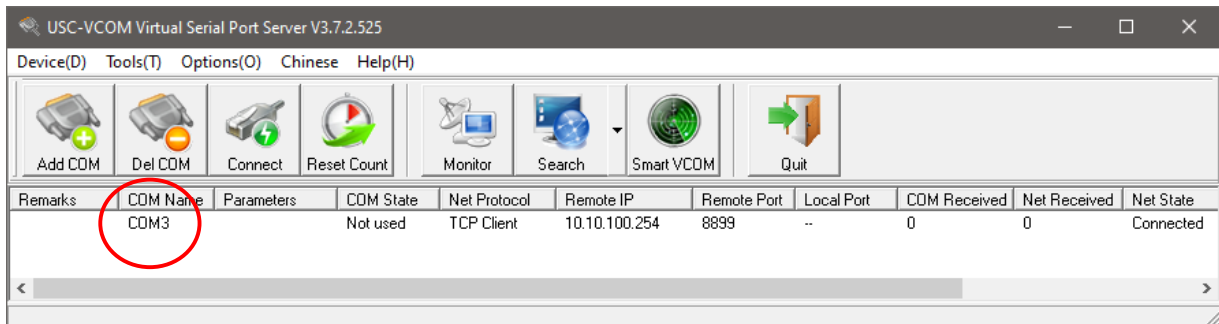 USC-VCOM Virtual Serial Port Server V3.7.2.525
Device(D) Tools(T) Options(O) Chinese Help(H)
Add COM Del COM Connect Reset Count Monitor Search Smart VCOM Quit
Remarks COM Name Parameters COM State Net Protocol Remote IP Remote Port Local Port COM Received Net Received Net State
COM3 Not used TCP Client 10.10.100.254 8899 -- 0 0 Connected